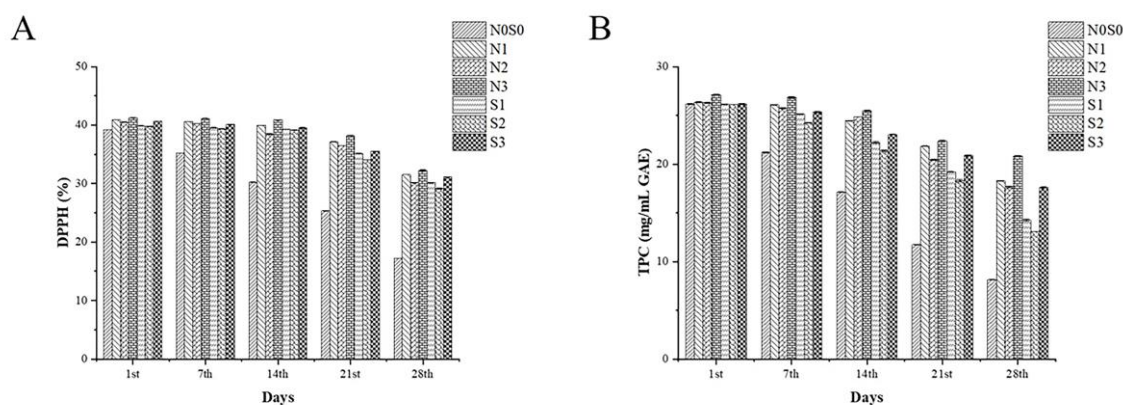 A
N0S0
N1
N2
N3
S1
S2
S3
DPPH (%)
50
40
30
20
10
0
1st 7th 14th 21st 28th
Days
B
N0S0
N1
N2
N3
S1
S2
S3
TPC (mg/mL GAE)
30
20
10
0
1st 7th 14th 21st 28th
Days